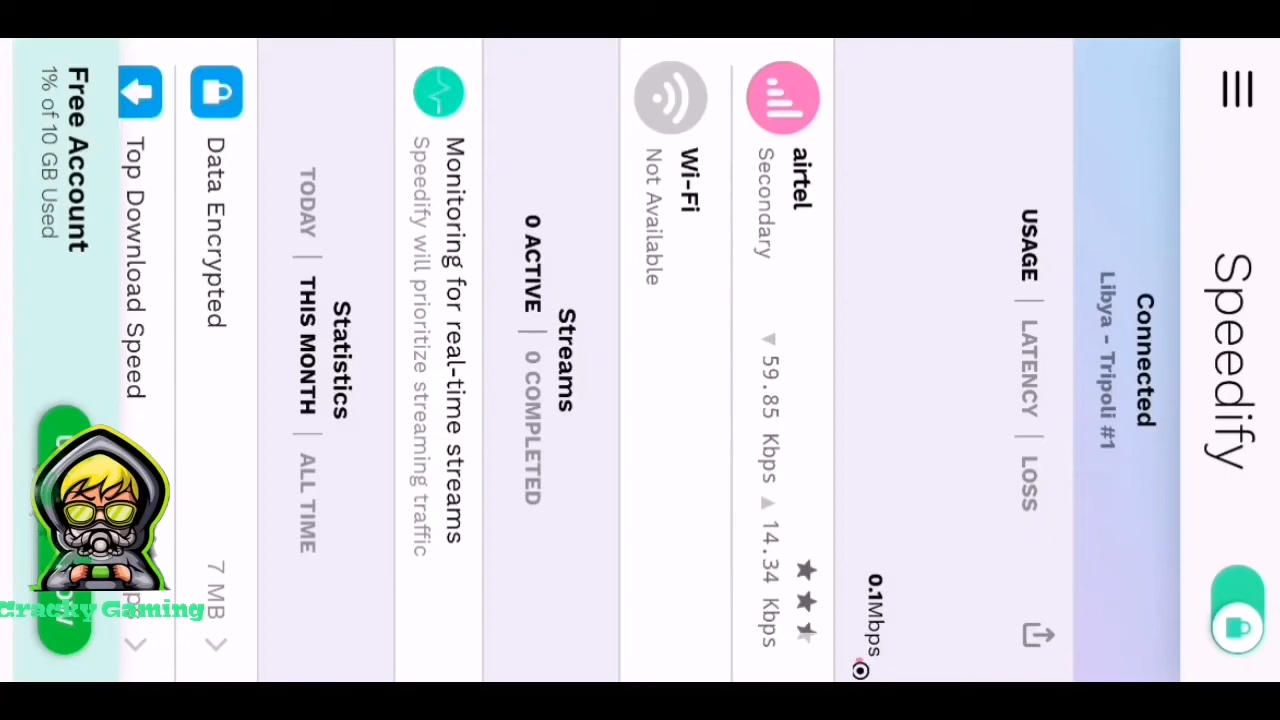 Speedify
Connected
Libya - Tripoli #1
USAGE | LATENCY | LOSS
0.1Mbps
airtel
Secondary
▼ 59.85 Kbps ▲ 14.34 Kbps
Wi-Fi
Not Available
Streams
0 ACTIVE | 0 COMPLETED
Monitoring for real-time streams
Speedify will prioritize streaming traffic
Statistics
TODAY | THIS MONTH | ALL TIME
Data Encrypted 7 MB
Top Download Speed
Free Account
1% of 10 GB Used
Cracky Gaming